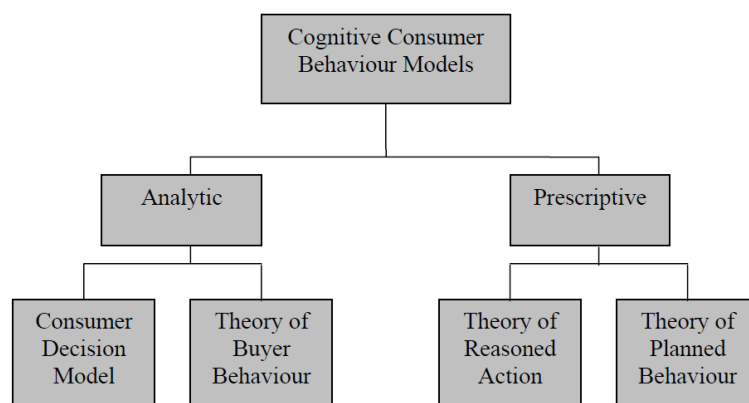 Cognitive Consumer
Behaviour Models
Analytic
Prescriptive
Consumer
Decision
Model
Theory of
Buyer
Behaviour
Theory of
Reasoned
Action
Theory of
Planned
Behaviour